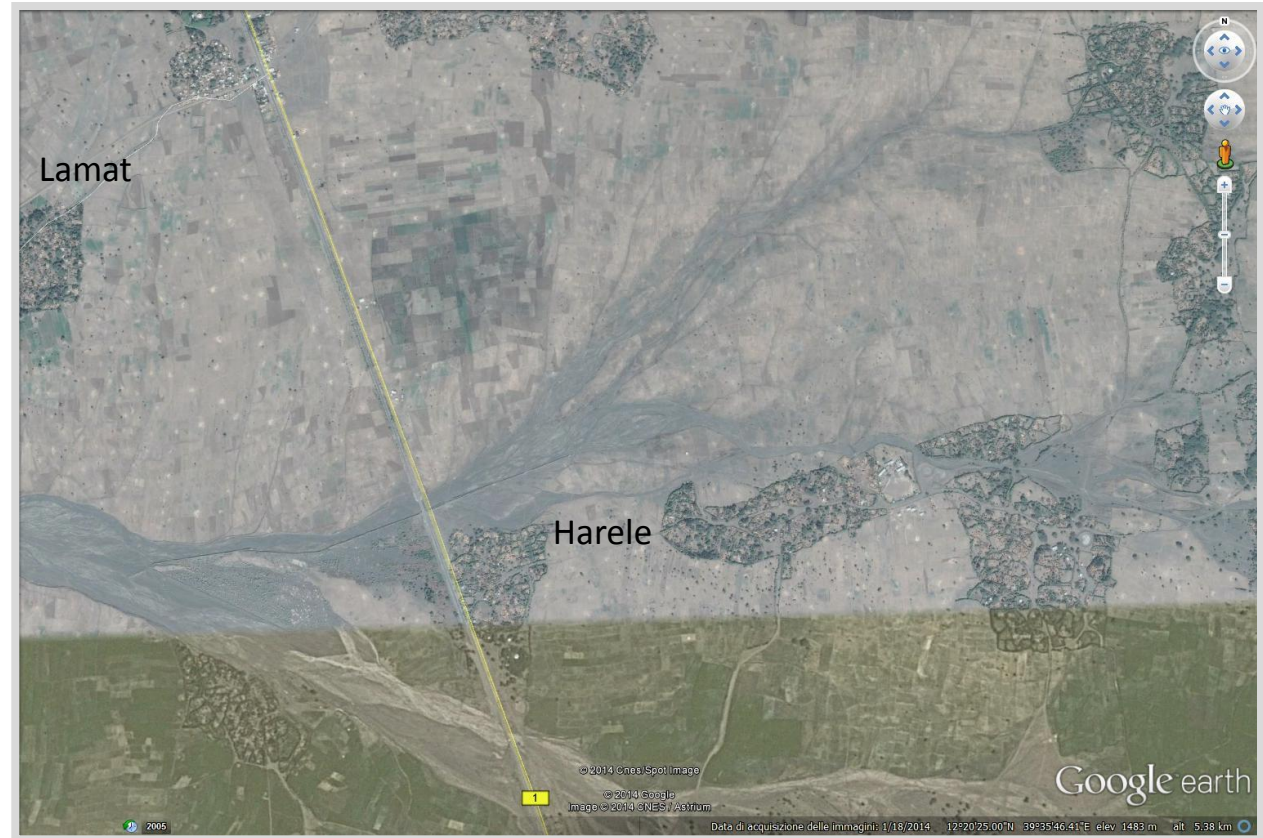 N
Lamat
Harele
© 2014 Cnes/Spot Image
© 2014 Google
Image © 2014 CNES / Astrium
1
Google earth
2005
Data di acquisizione delle immagini: 1/18/2014 12°20'25.00"N 39°35'46.41"E elev 1483 m alt 5.38 km